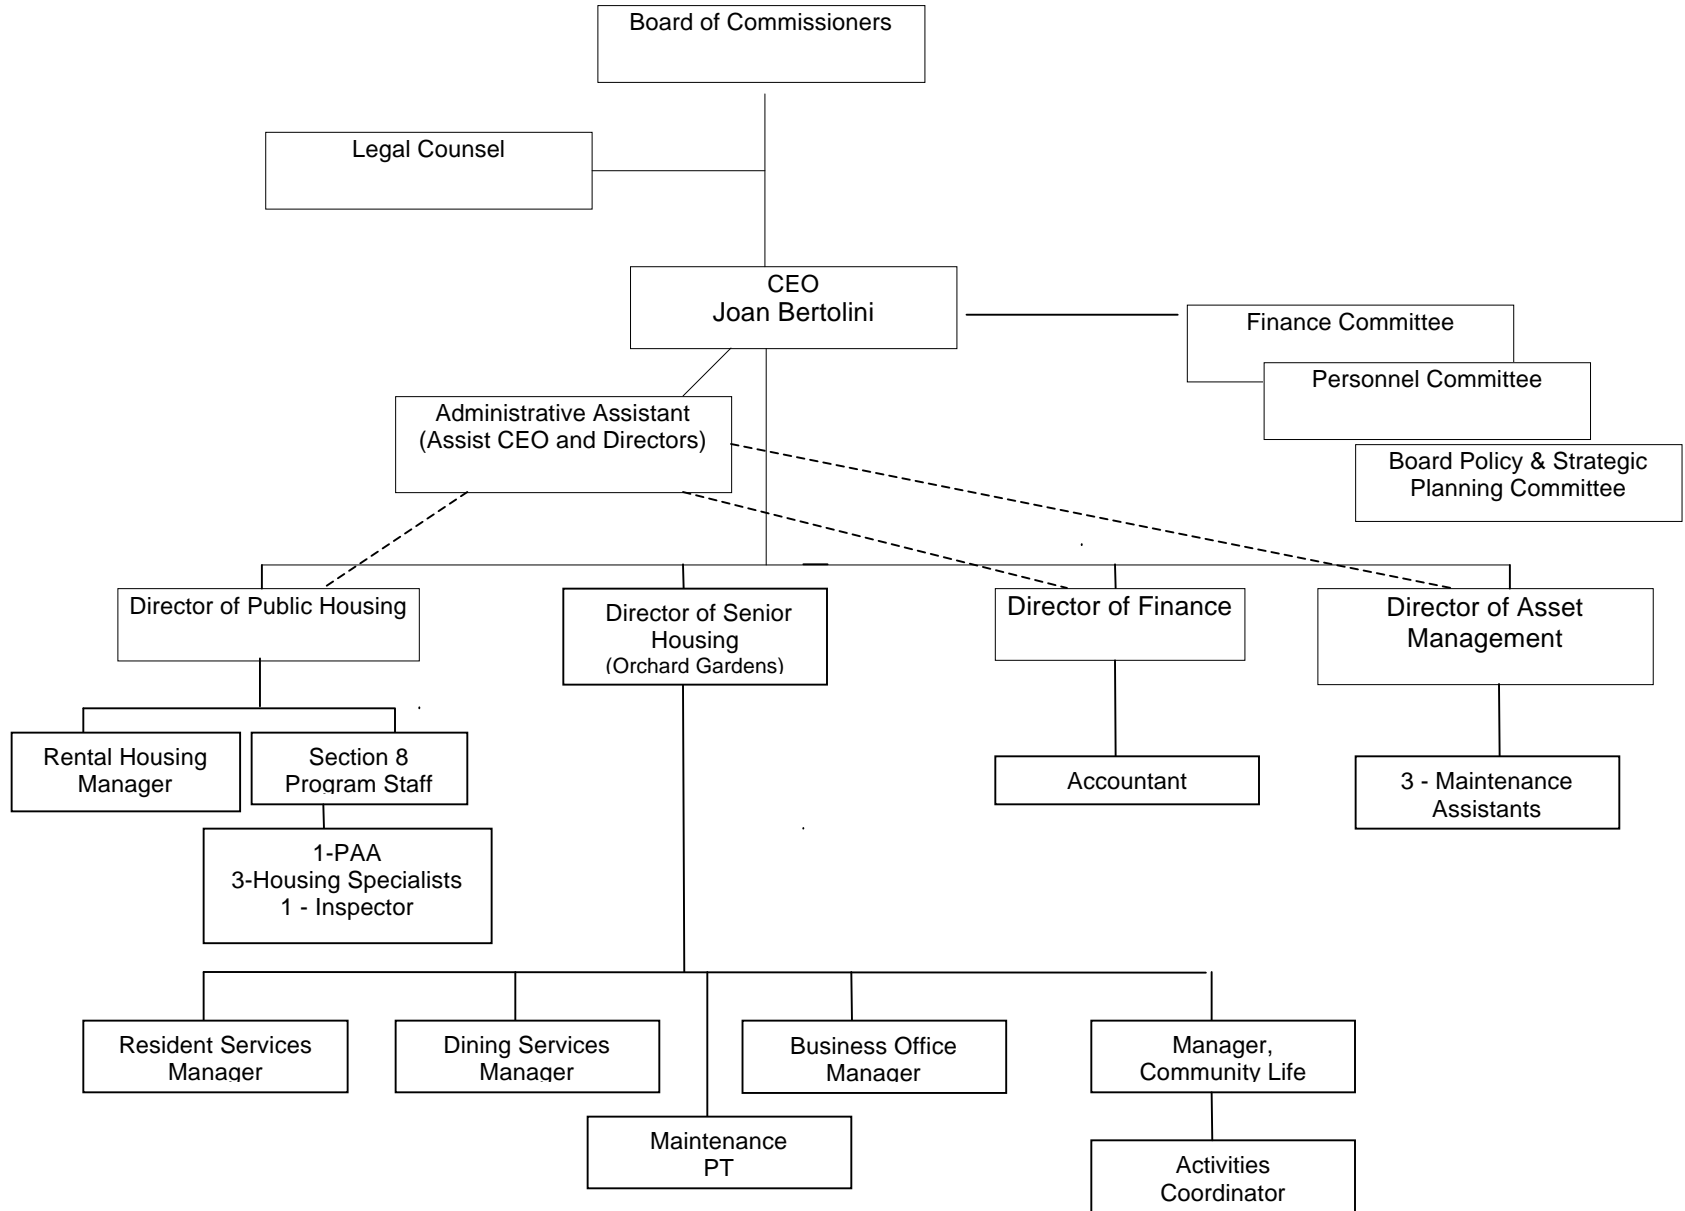 Board of Commissioners
Legal Counsel
CEO
Joan Bertolini
Finance Committee
Personnel Committee
Administrative Assistant
(Assist CEO and Directors)
Board Policy & Strategic
Planning Committee
Director of Public Housing
Director of Senior
Housing
(Orchard Gardens)
Director of Finance
Director of Asset
Management
Rental Housing
Manager
Section 8
Program Staff
Accountant
3 - Maintenance
Assistants
1-PAA
3-Housing Specialists
1 - Inspector
Resident Services
Manager
Dining Services
Manager
Business Office
Manager
Manager,
Community Life
Maintenance
PT
Activities
Coordinator